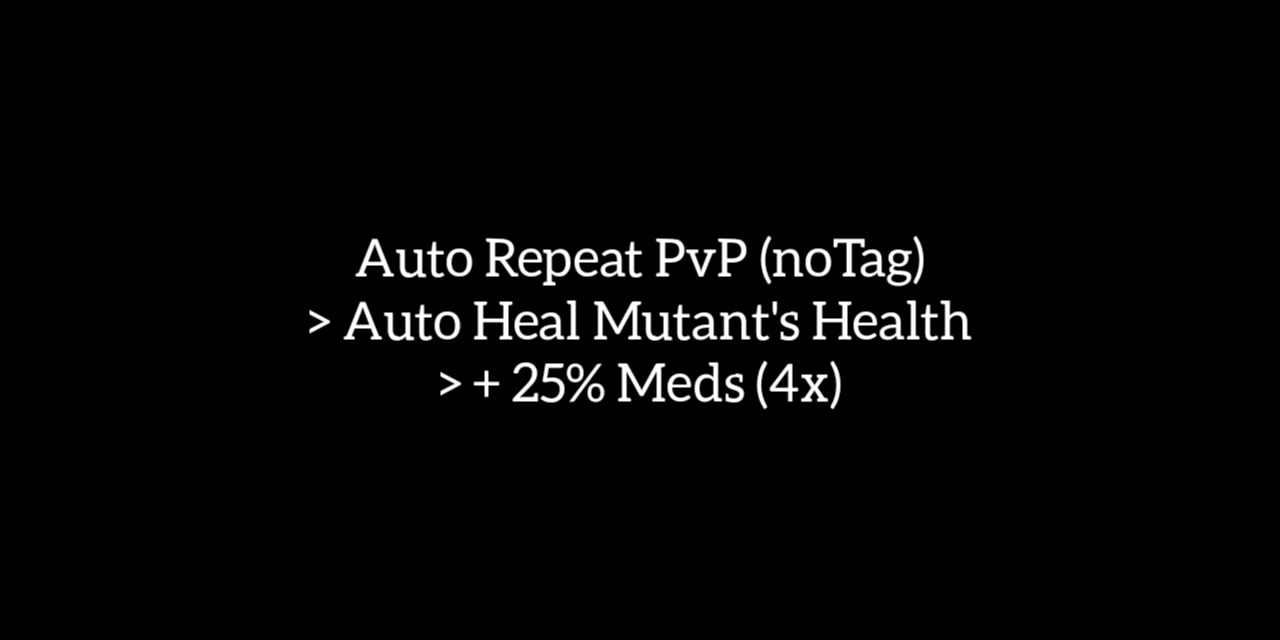 Auto Repeat PvP (noTag)
> Auto Heal Mutant's Health
> + 25% Meds (4x)